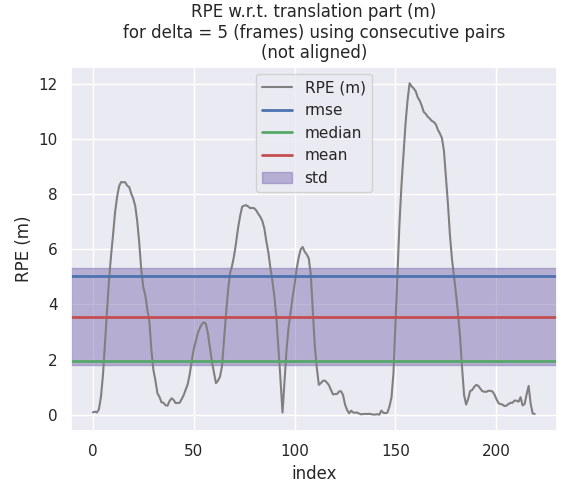 RPE w.r.t. translation part (m)
for delta = 5 (frames) using consecutive pairs
(not aligned)
RPE (m)
rmse
median
mean
std
RPE (m)
12
10
8
6
4
2
0
0 50 100 150 200
index